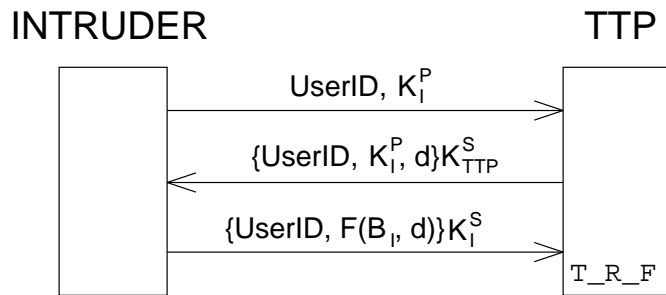 INTRUDER TTP
UserID, K_I^P
{UserID, K_I^P, d}K_TTP^S
{UserID, F(B_I, d)}K_I^S
T_R_F